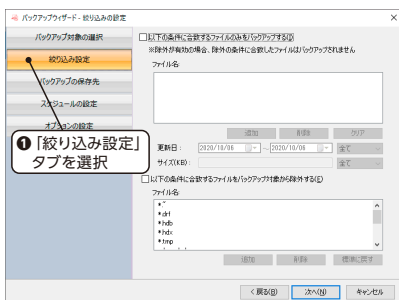 バックアップウィザード - 絞り込みの設定
バックアップ対象の選択
絞り込み設定
バックアップの保存先
スケジュールの設定
オプションの設定
❶「絞り込み設定」
タブを選択
以下の条件に合致するファイルのみをバックアップする(D)
※除外が有効の場合、除外の条件に合致したファイルはバックアップされません
ファイル名:
追加 削除 クリア
更新日: 2020/10/06 ~ 2020/10/06 全て
サイズ(KB): 全て
以下の条件に合致するファイルをバックアップ対象から除外する(E)
ファイル名:
*.~
*.drf
*.hdb
*.hdx
*.tmp
追加 削除 標準に戻す
< 戻る(B) 次へ(N) キャンセル